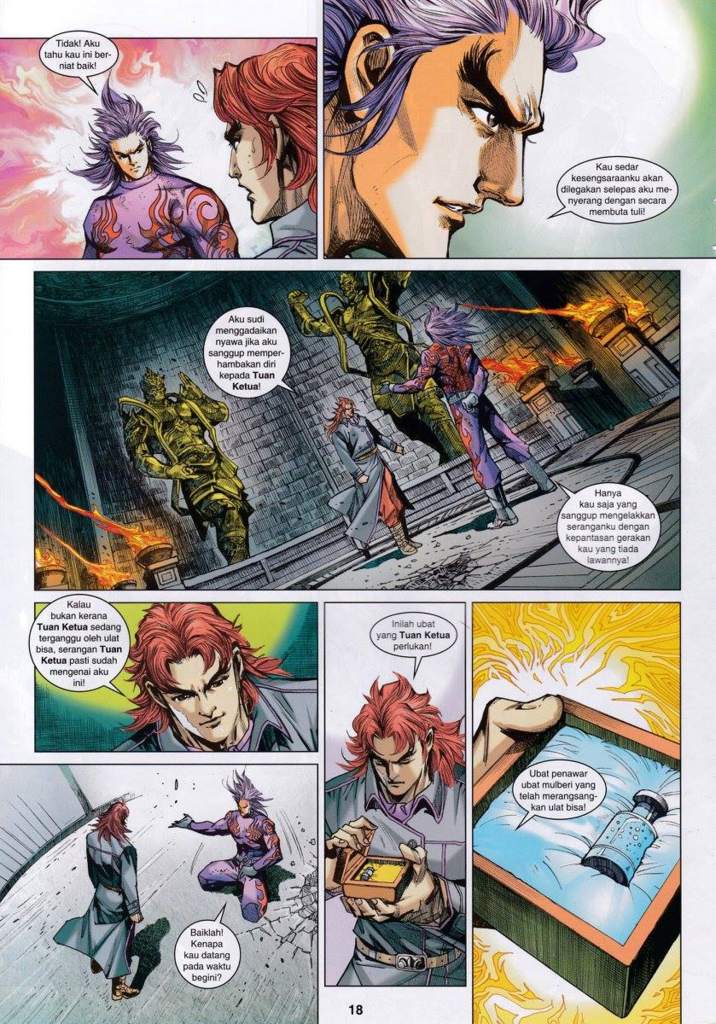 Tidak! Aku
tahu kau ini ber-
niat baik!
Kau sedar
kesengsaraanku akan
dilegakan selepas aku me-
nyerang dengan secara
membuta tuli!
Aku sudi
menggadaikan
nyawa jika aku
sanggup memper-
hambakan diri
kepada Tuan
Ketua!
Hanya
kau saja yang
sanggup mengelakkan
seranganku dengan
kepantasan gerakan
kau yang tiada
lawannya!
Kalau
bukan kerana
Tuan Ketua sedang
terganggu oleh ulat
bisa, serangan Tuan
Ketua pasti sudah
mengenai aku
ini!
Inilah ubat
yang Tuan Ketua
perlukan!
Ubat penawar
ubat mulberi yang
telah merangsang-
kan ulat bisa!
Baiklah!
Kenapa
kau datang
pada waktu
begini?
18